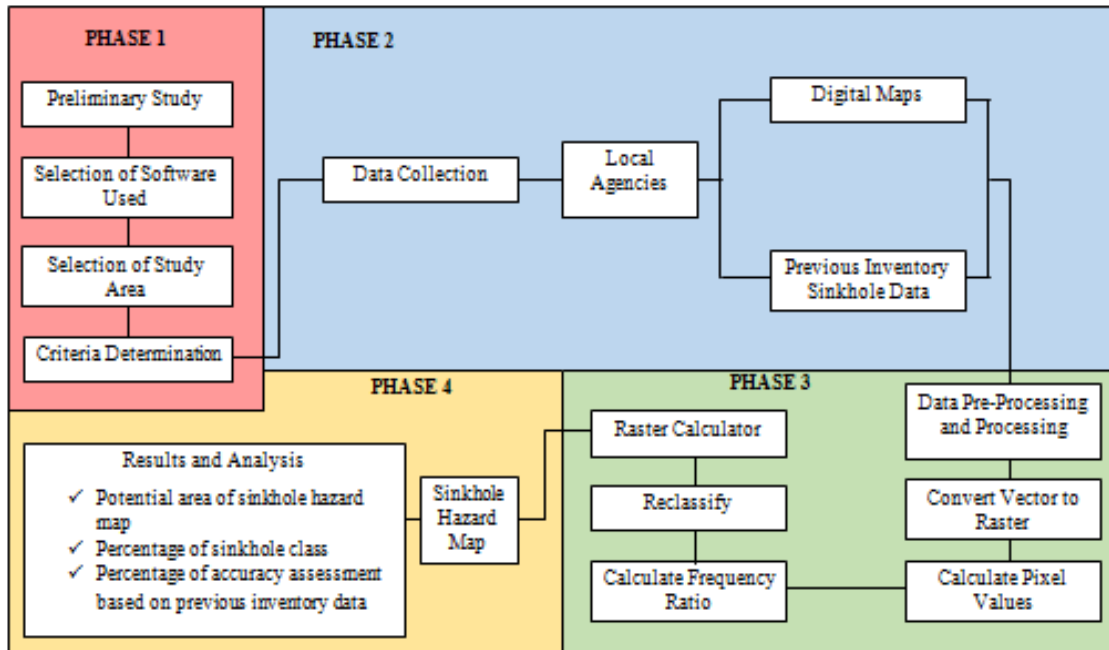 PHASE 1
Preliminary Study
Selection of Software
Used
Selection of Study
Area
Criteria Determination
PHASE 2
Data Collection
Local
Agencies
Digital Maps
Previous Inventory
Sinkhole Data
PHASE 3
Data Pre-Processing
and Processing
Convert Vector to
Raster
Calculate Pixel
Values
Calculate Frequency
Ratio
Reclassify
Raster Calculator
PHASE 4
Sinkhole
Hazard
Map
Results and Analysis
✓ Potential area of sinkhole hazard
map
✓ Percentage of sinkhole class
✓ Percentage of accuracy assessment
based on previous inventory data